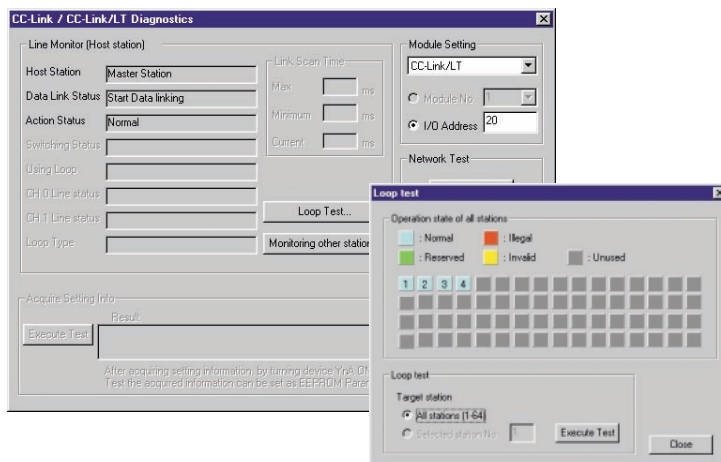 CC-Link / CC-Link/LT Diagnostics
Line Monitor (Host station)
Host Station Master Station
Data Link Status Start Data linking
Action Status Normal
Switching Status
Using Loop
CH 0 Line status
CH 1 Line status
Loop Type
Link Scan Time
Max ms
Minimum ms
Current ms
Loop Test...
Monitoring other station
Module Setting
CC-Link/LT
Module No. 1
I/O Address 20
Network Test
Acquire Setting Info
Result
Execute Test
After acquiring setting information, by turning device YnA ON
Test the acquired information can be set as EEPROM Param
Loop test
Operation state of all stations
: Normal : Illegal
: Reserved : Invalid : Unused
1 2 3 4
Loop test
Target station
All stations (1-64)
Selected station No. 1
Execute Test
Close